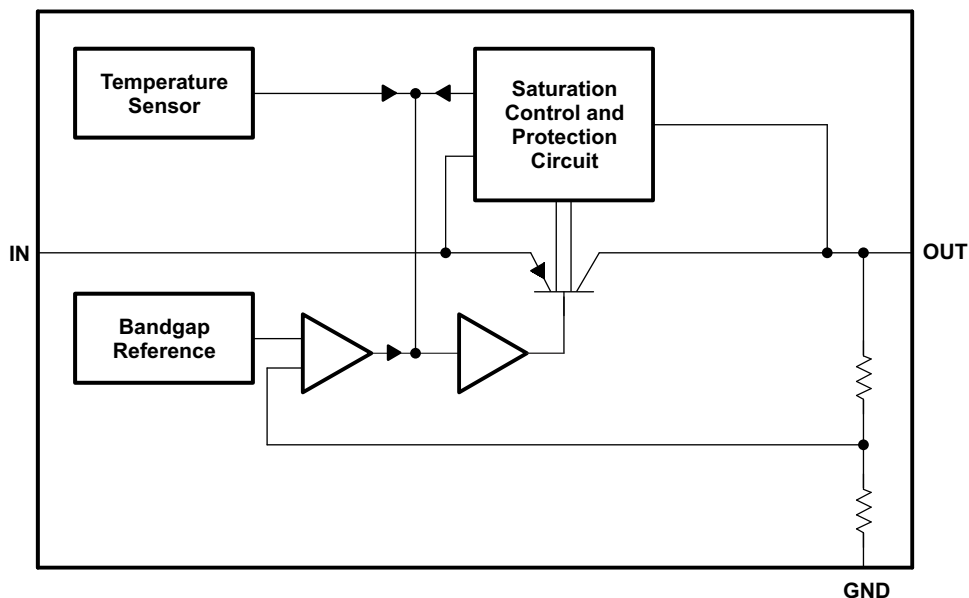 Temperature
Sensor
Saturation
Control and
Protection
Circuit
IN
OUT
Bandgap
Reference
GND